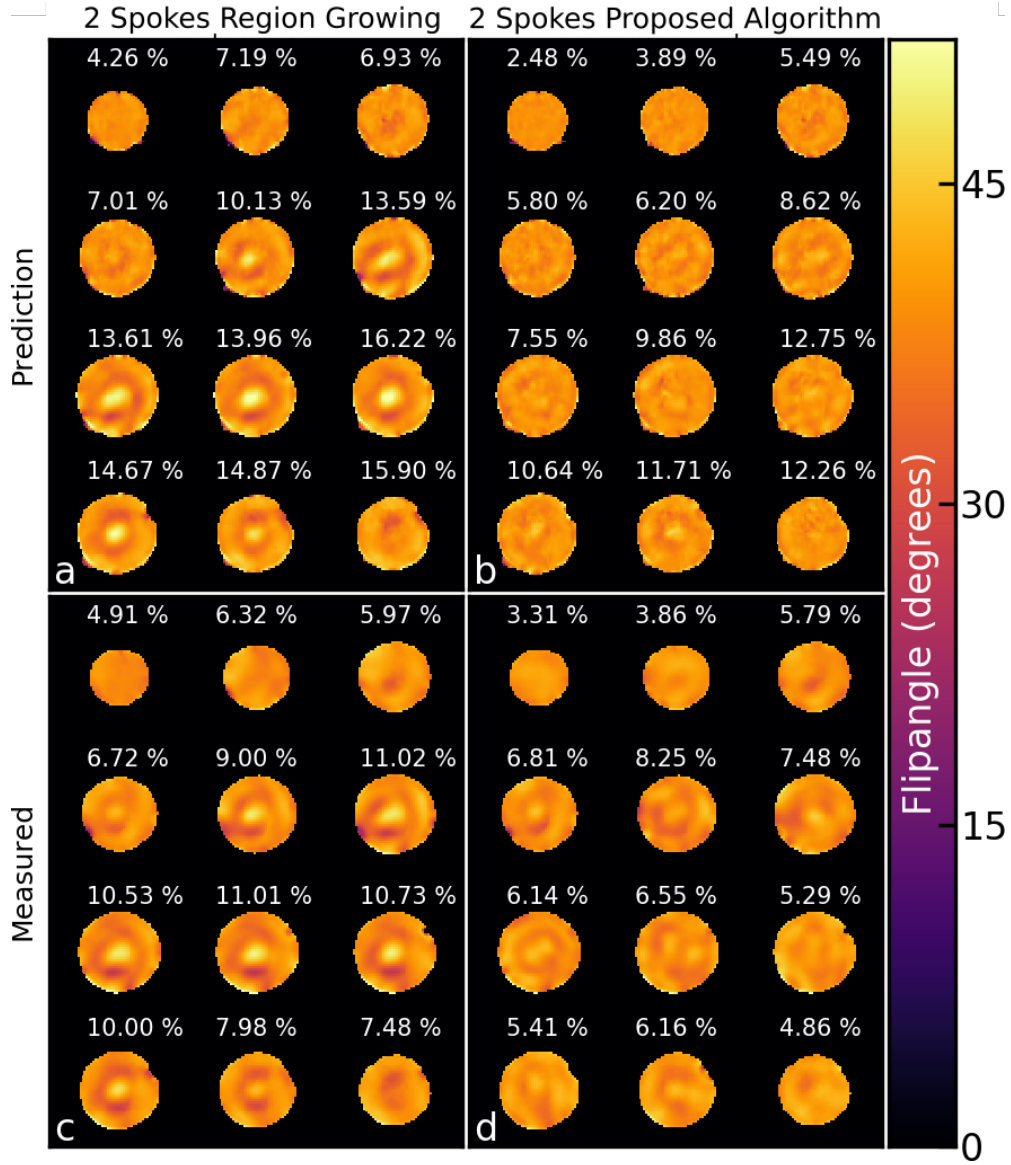 2 Spokes Region Growing
2 Spokes Proposed Algorithm
Prediction
4.26 % 7.19 % 6.93 %
7.01 % 10.13 % 13.59 %
13.61 % 13.96 % 16.22 %
14.67 % 14.87 % 15.90 %
a
2.48 % 3.89 % 5.49 %
5.80 % 6.20 % 8.62 %
7.55 % 9.86 % 12.75 %
10.64 % 11.71 % 12.26 %
b
Measured
4.91 % 6.32 % 5.97 %
6.72 % 9.00 % 11.02 %
10.53 % 11.01 % 10.73 %
10.00 % 7.98 % 7.48 %
c
3.31 % 3.86 % 5.79 %
6.81 % 8.25 % 7.48 %
6.14 % 6.55 % 5.29 %
5.41 % 6.16 % 4.86 %
d
Flipangle (degrees)
45
30
15
0